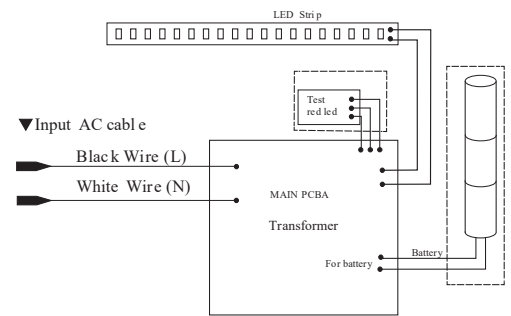 LED Strip
Test
red led
▼Input AC cable
Black Wire (L)
White Wire (N)
MAIN PCBA
Transformer
Battery
For battery